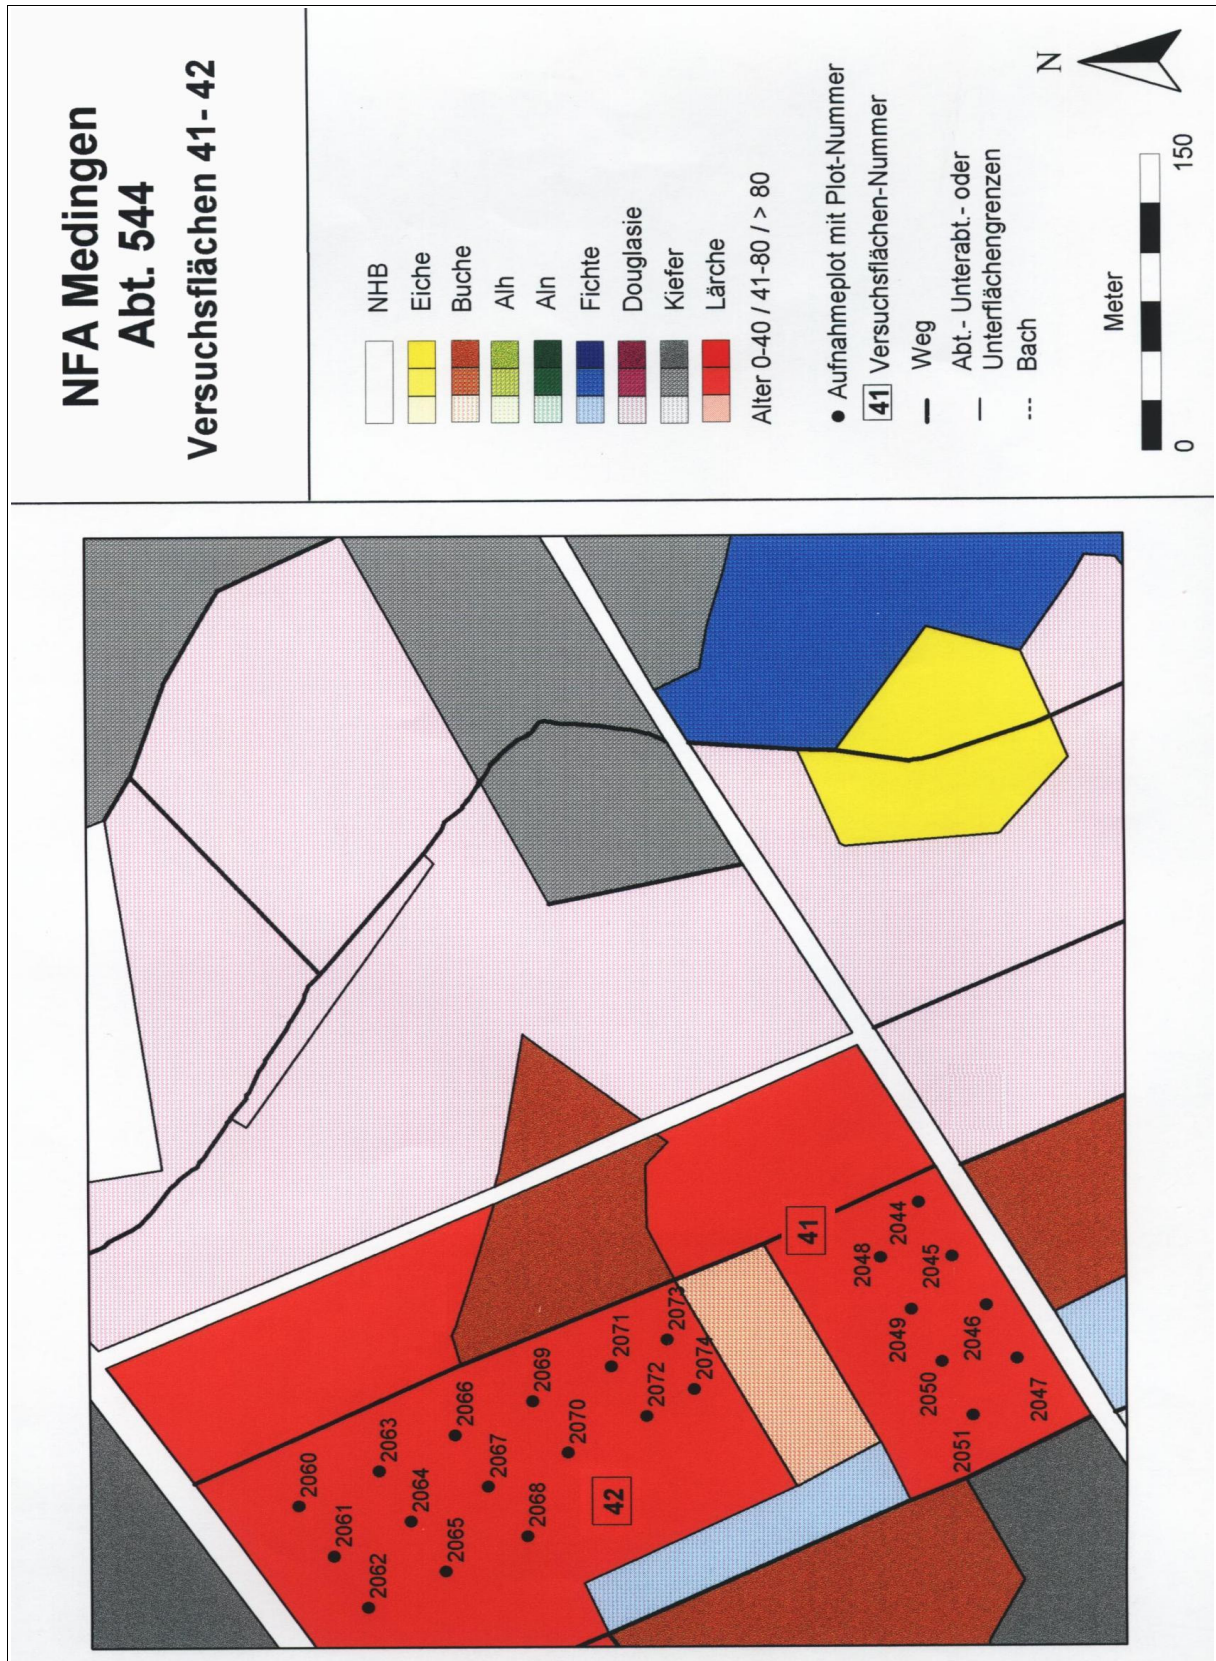 NFA Medingen
Abt. 544
Versuchsflächen 41- 42
NHB
Eiche
Buche
Alh
Aln
Fichte
Douglasie
Kiefer
Lärche
Alter 0-40 / 41-80 / > 80
Aufnahmeplot mit Plot-Nummer
41 Versuchsflächen-Nummer
Weg
Abt.- Unterabt.- oder
Unterflächengrenzen
Bach
N
Meter
0 150
2060
2061
2062
2063
2064
2065
2066
2067
2068
2069
2070
42
2071
2072
2073
2074
41
2048
2044
2049
2045
2050
2046
2051
2047